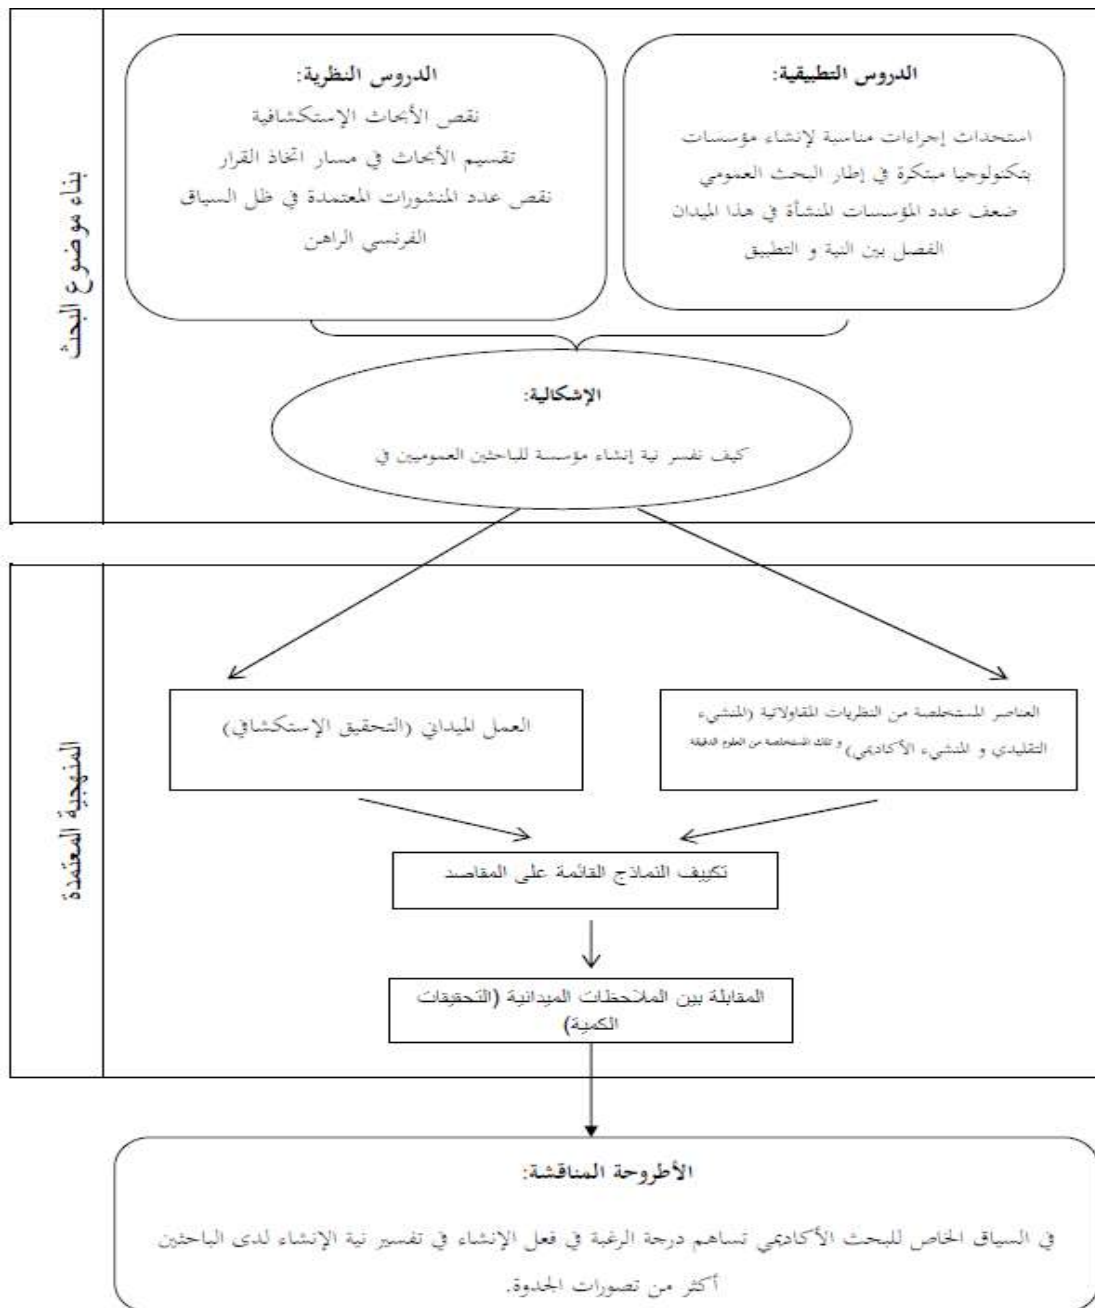 بناء موضوع البحث
الدروس التطبيقية:
استحداث إجراءات مناسبة لإنشاء مؤسسات
بتكنولوجيا مبتكرة في إطار البحث العمومي
ضعف عدد المؤسسات المنشأة في هذا الميدان
الفصل بين النية و التطبيق
الدروس النظرية:
نقص الأبحاث الإستكشافية
تقسيم الأبحاث في مسار اتخاذ القرار
نقص عدد المنشورات المعتمدة في ظل السياق
الفرنسي الراهن
الإشكالية:
كيف نفسر نية إنشاء مؤسسة للباحثين العموميين في
المنهجية المعتمدة
العناصر المستخلصة من النظريات المقاولاتية (المنشيء
التقليدي و المنشيء الأكاديمي) و تلك المستخلصة من العلوم الدقيقة
العمل الميداني (التحقيق الإستكشافي)
تكييف النماذج القائمة على المقاصد
المقابلة بين الملاحظات الميدانية (التحقيقات
الكمية)
الأطروحة المناقشة:
في السياق الخاص للبحث الأكاديمي تساهم درجة الرغبة في فعل الإنشاء في تفسير نية الإنشاء لدى الباحثين
أكثر من تصورات الجدوة.